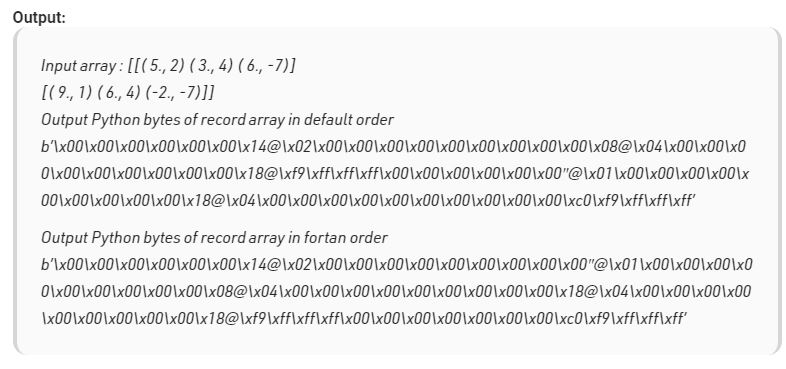 Output:
Input array : [[( 5., 2) ( 3., 4) ( 6., -7)]
[( 9., 1) ( 6., 4) (-2., -7)]]
Output Python bytes of record array in default order
b'\x00\x00\x00\x00\x00\x00\x14@\x02\x00\x00\x00\x00\x00\x00\x00\x00\x00\x08@\x04\x00\x00\x0
0\x00\x00\x00\x00\x00\x00\x18@\xf9\xff\xff\xff\x00\x00\x00\x00\x00\x00"@\x01\x00\x00\x00\x00\x
00\x00\x00\x00\x00\x18@\x04\x00\x00\x00\x00\x00\x00\x00\x00\x00\xc0\xf9\xff\xff\xff'
Output Python bytes of record array in fortan order
b'\x00\x00\x00\x00\x00\x00\x14@\x02\x00\x00\x00\x00\x00\x00\x00\x00\x00"@\x01\x00\x00\x00\x0
0\x00\x00\x00\x00\x00\x08@\x04\x00\x00\x00\x00\x00\x00\x00\x00\x00\x18@\x04\x00\x00\x00\x00
\x00\x00\x00\x00\x00\x18@\xf9\xff\xff\xff\x00\x00\x00\x00\x00\x00\x00\xc0\xf9\xff\xff\xff'